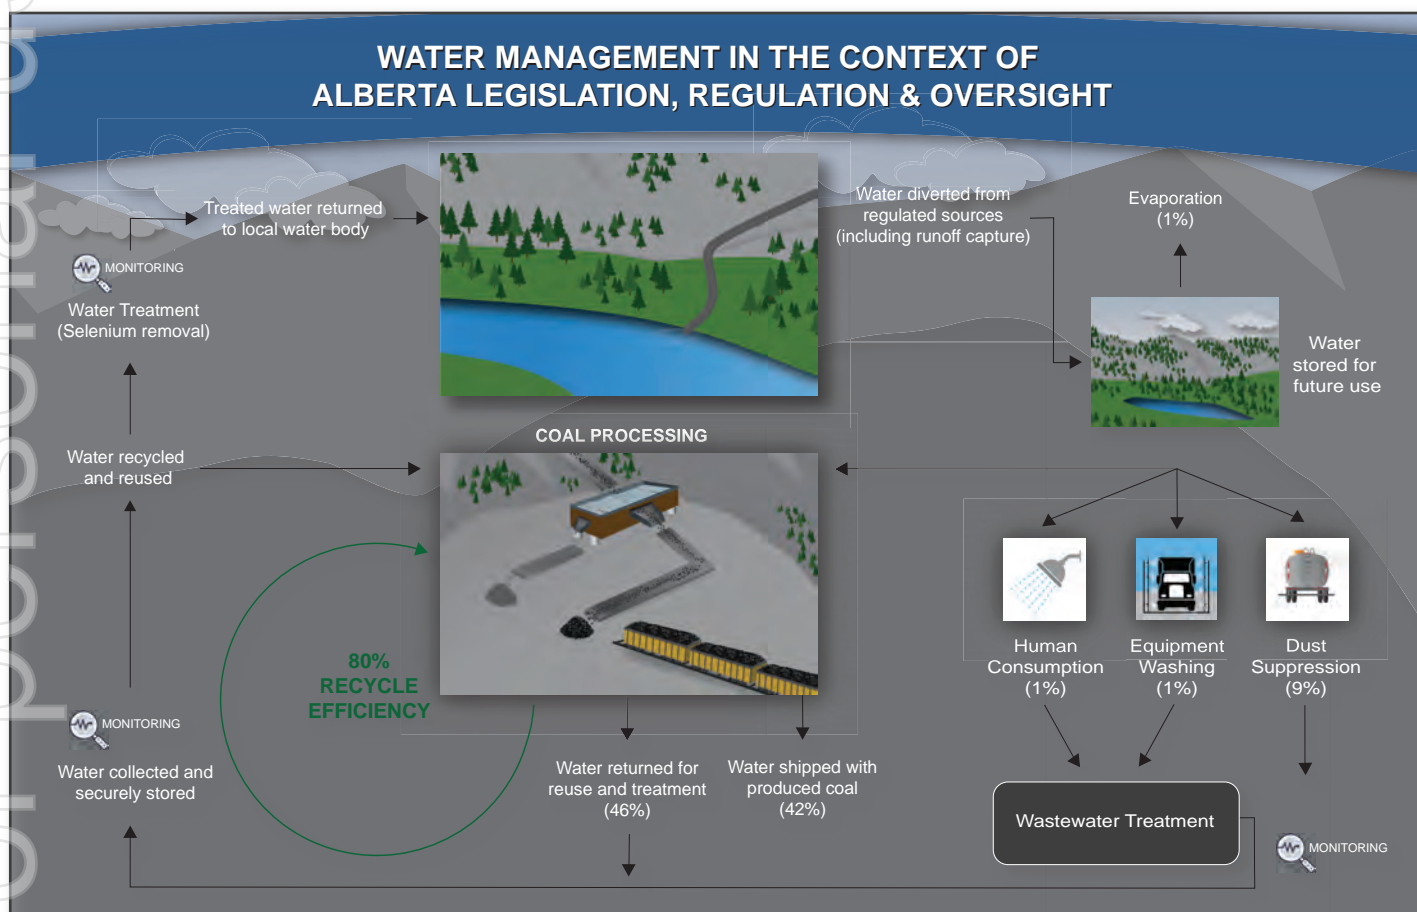 WATER MANAGEMENT IN THE CONTEXT OF
ALBERTA LEGISLATION, REGULATION & OVERSIGHT
Treated water returned
to local water body
Water diverted from
regulated sources
(including runoff capture)
Evaporation
(1%)
MONITORING
Water Treatment
(Selenium removal)
Water
stored for
future use
COAL PROCESSING
Water recycled
and reused
80%
RECYCLE
EFFICIENCY
Human
Consumption
(1%)
Equipment
Washing
(1%)
Dust
Suppression
(9%)
MONITORING
Water collected and
securely stored
Water returned for
reuse and treatment
(46%)
Water shipped with
produced coal
(42%)
Wastewater Treatment
MONITORING
or personal u